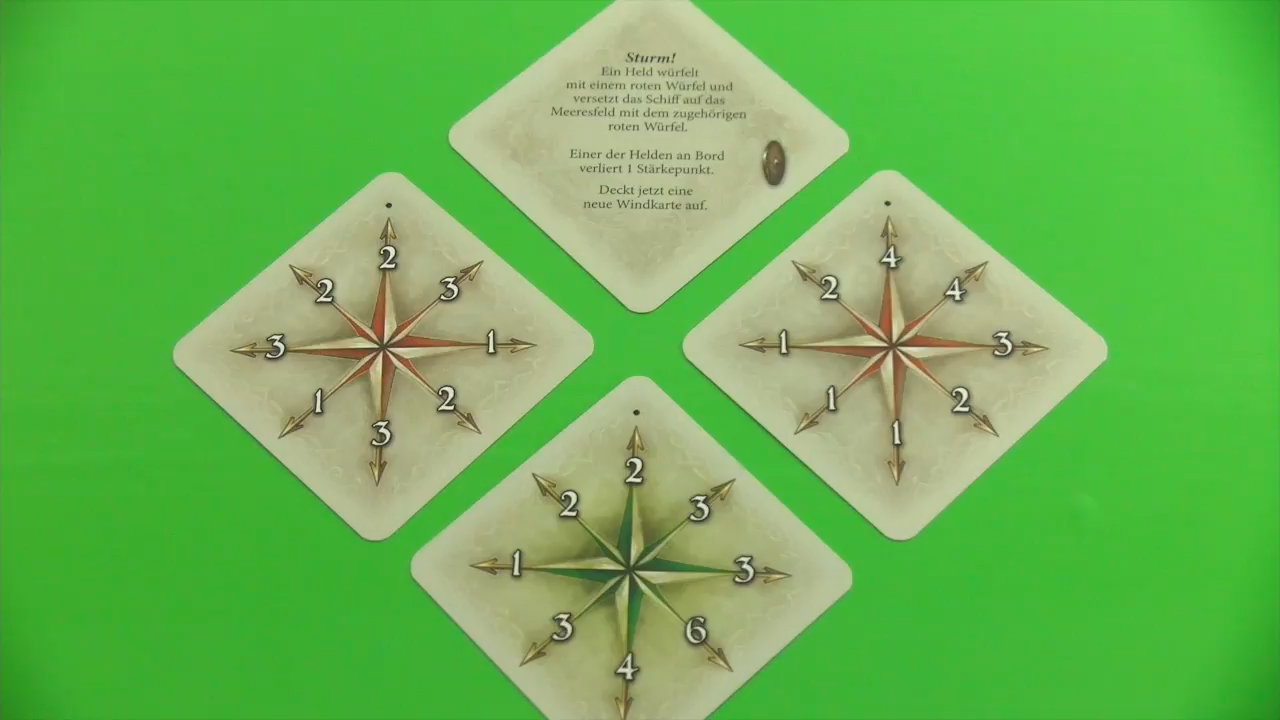 Sturm!
Ein Held würfelt
mit einem roten Würfel und
versetzt das Schiff auf das
Meeresfeld mit dem zugehörigen
roten Würfel.
Einer der Helden an Bord
verliert 1 Stärkepunkt.
Deckt jetzt eine
neue Windkarte auf.
2
2 3
3 1
1 2
3
4
2 4
1 3
1 2
1
2
2 3
1 3
3 6
4